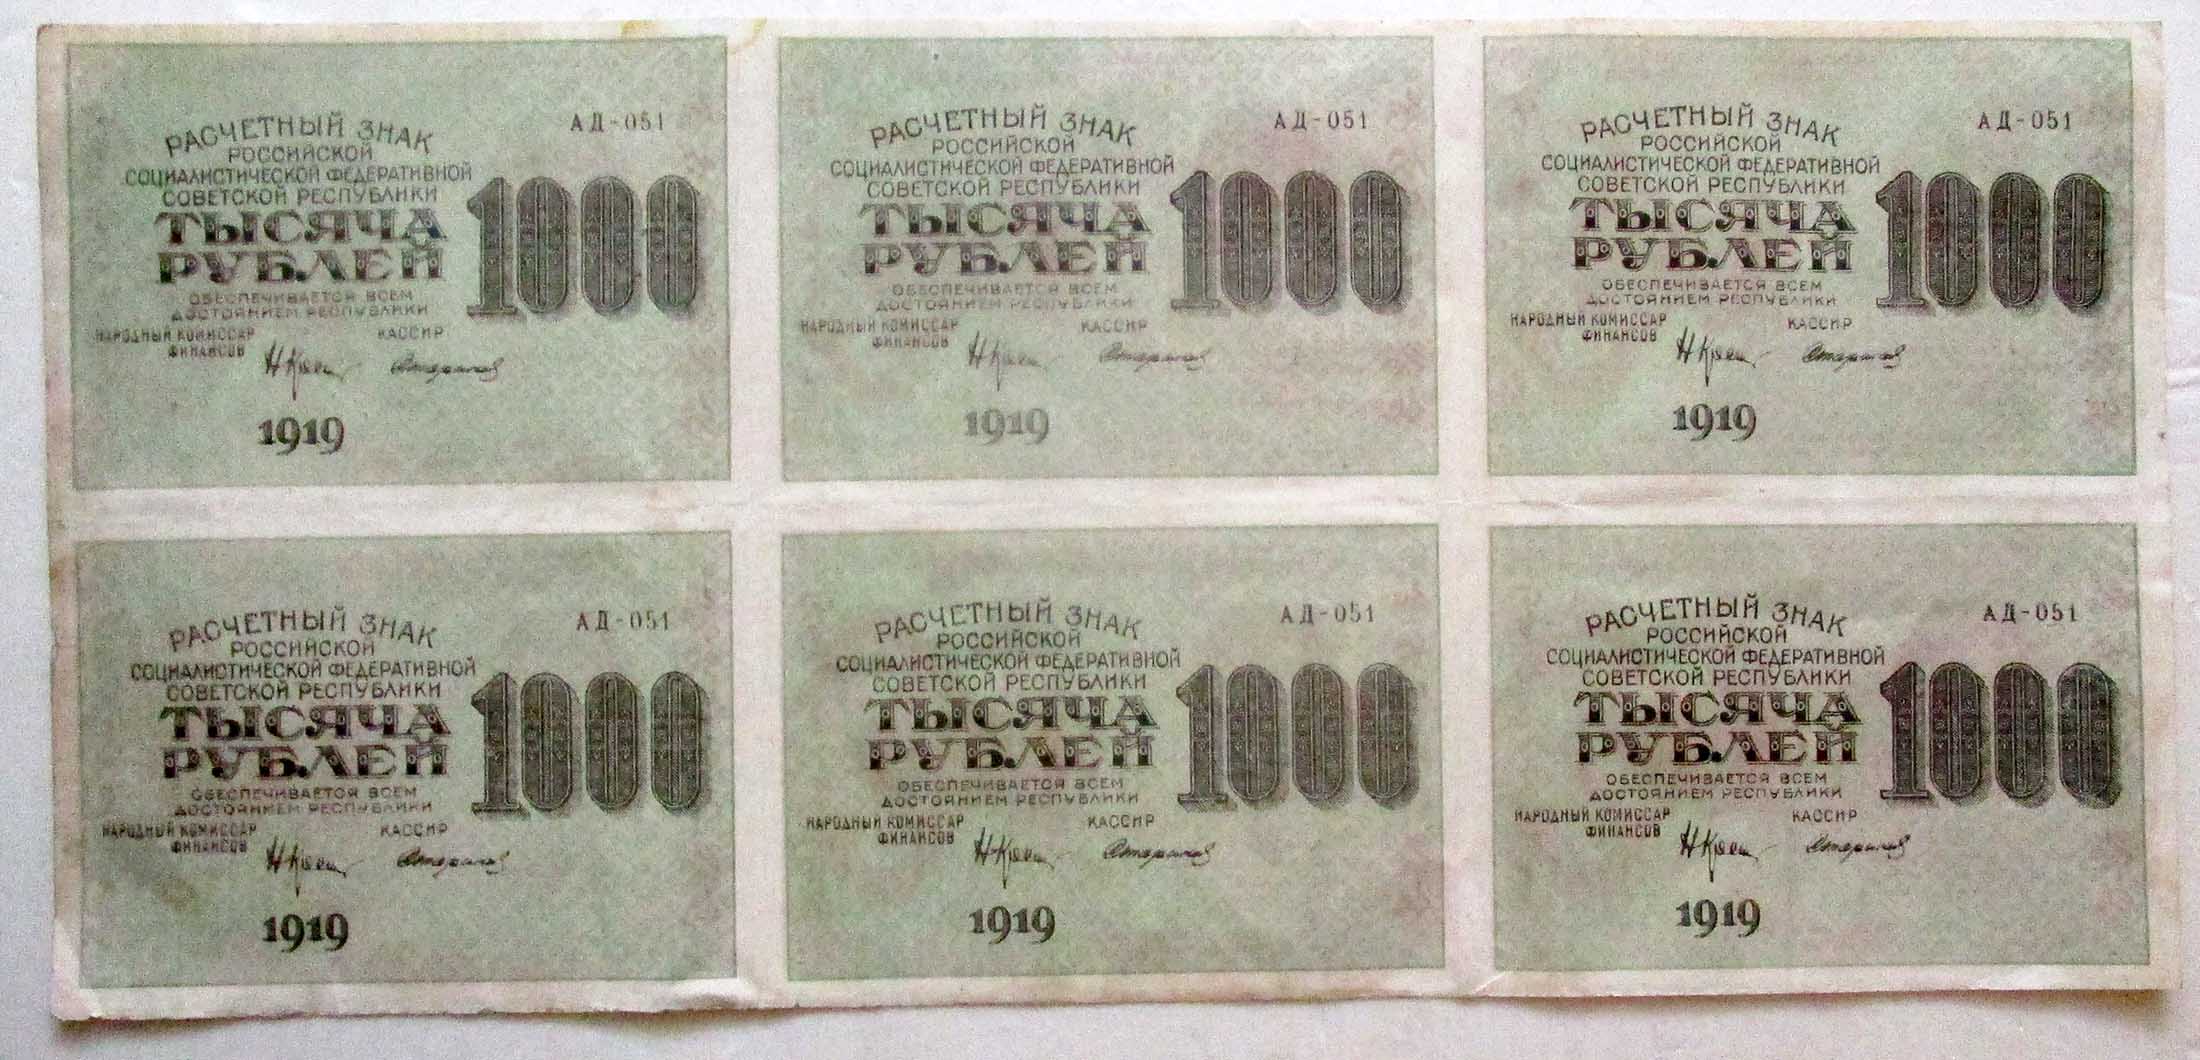 РАСЧЕТНЫЙ ЗНАК
АД-051
РОССИЙСКОЙ
СОЦИАЛИСТИЧЕСКОЙ ФЕДЕРАТИВНОЙ
СОВЕТСКОЙ РЕСПУБЛИКИ
ТЫСЯЧА
РУБЛЕЙ
1000
ОБЕСПЕЧИВАЕТСЯ ВСЕМ
ДОСТОЯНИЕМ РЕСПУБЛИКИ
НАРОДНЫЙ КОМИССАР
ФИНАНСОВ
КАССИР
1919
РАСЧЕТНЫЙ ЗНАК
АД-051
РОССИЙСКОЙ
СОЦИАЛИСТИЧЕСКОЙ ФЕДЕРАТИВНОЙ
СОВЕТСКОЙ РЕСПУБЛИКИ
ТЫСЯЧА
РУБЛЕЙ
1000
ОБЕСПЕЧИВАЕТСЯ ВСЕМ
ДОСТОЯНИЕМ РЕСПУБЛИКИ
НАРОДНЫЙ КОМИССАР
ФИНАНСОВ
КАССИР
1919
РАСЧЕТНЫЙ ЗНАК
АД-051
РОССИЙСКОЙ
СОЦИАЛИСТИЧЕСКОЙ ФЕДЕРАТИВНОЙ
СОВЕТСКОЙ РЕСПУБЛИКИ
ТЫСЯЧА
РУБЛЕЙ
1000
ОБЕСПЕЧИВАЕТСЯ ВСЕМ
ДОСТОЯНИЕМ РЕСПУБЛИКИ
НАРОДНЫЙ КОМИССАР
ФИНАНСОВ
КАССИР
1919
РАСЧЕТНЫЙ ЗНАК
АД-051
РОССИЙСКОЙ
СОЦИАЛИСТИЧЕСКОЙ ФЕДЕРАТИВНОЙ
СОВЕТСКОЙ РЕСПУБЛИКИ
ТЫСЯЧА
РУБЛЕЙ
1000
ОБЕСПЕЧИВАЕТСЯ ВСЕМ
ДОСТОЯНИЕМ РЕСПУБЛИКИ
НАРОДНЫЙ КОМИССАР
ФИНАНСОВ
КАССИР
1919
РАСЧЕТНЫЙ ЗНАК
АД-051
РОССИЙСКОЙ
СОЦИАЛИСТИЧЕСКОЙ ФЕДЕРАТИВНОЙ
СОВЕТСКОЙ РЕСПУБЛИКИ
ТЫСЯЧА
РУБЛЕЙ
1000
ОБЕСПЕЧИВАЕТСЯ ВСЕМ
ДОСТОЯНИЕМ РЕСПУБЛИКИ
НАРОДНЫЙ КОМИССАР
ФИНАНСОВ
КАССИР
1919
РАСЧЕТНЫЙ ЗНАК
АД-051
РОССИЙСКОЙ
СОЦИАЛИСТИЧЕСКОЙ ФЕДЕРАТИВНОЙ
СОВЕТСКОЙ РЕСПУБЛИКИ
ТЫСЯЧА
РУБЛЕЙ
1000
ОБЕСПЕЧИВАЕТСЯ ВСЕМ
ДОСТОЯНИЕМ РЕСПУБЛИКИ
НАРОДНЫЙ КОМИССАР
ФИНАНСОВ
КАССИР
1919